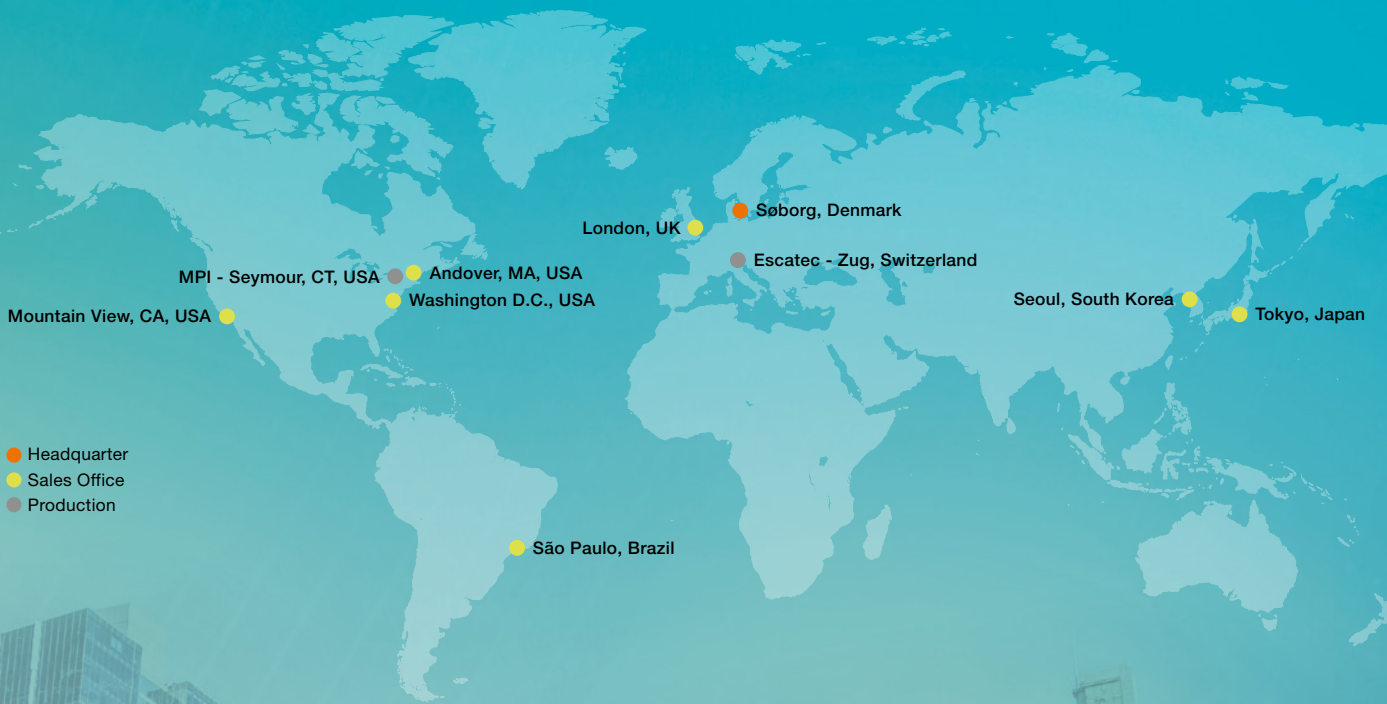 Søborg, Denmark
London, UK
Escatec - Zug, Switzerland
MPI - Seymour, CT, USA
Andover, MA, USA
Washington D.C., USA
Mountain View, CA, USA
Seoul, South Korea
Tokyo, Japan
Headquarter
Sales Office
Production
São Paulo, Brazil